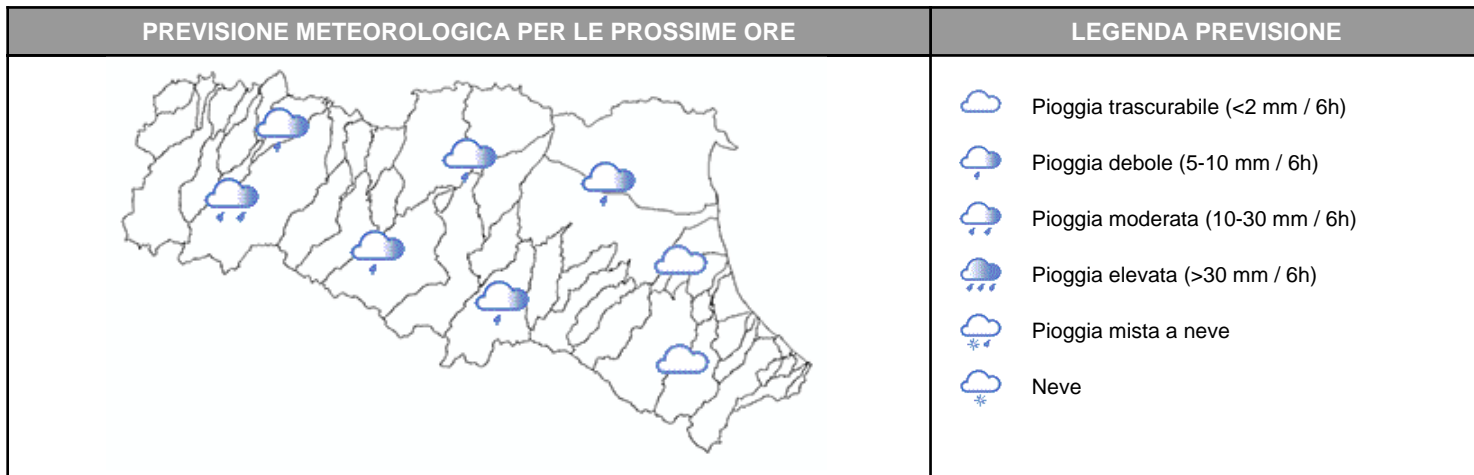 PREVISIONE METEOROLOGICA PER LE PROSSIME ORE
LEGENDA PREVISIONE
Pioggia trascurabile (<2 mm / 6h)
Pioggia debole (5-10 mm / 6h)
Pioggia moderata (10-30 mm / 6h)
Pioggia elevata (>30 mm / 6h)
Pioggia mista a neve
Neve